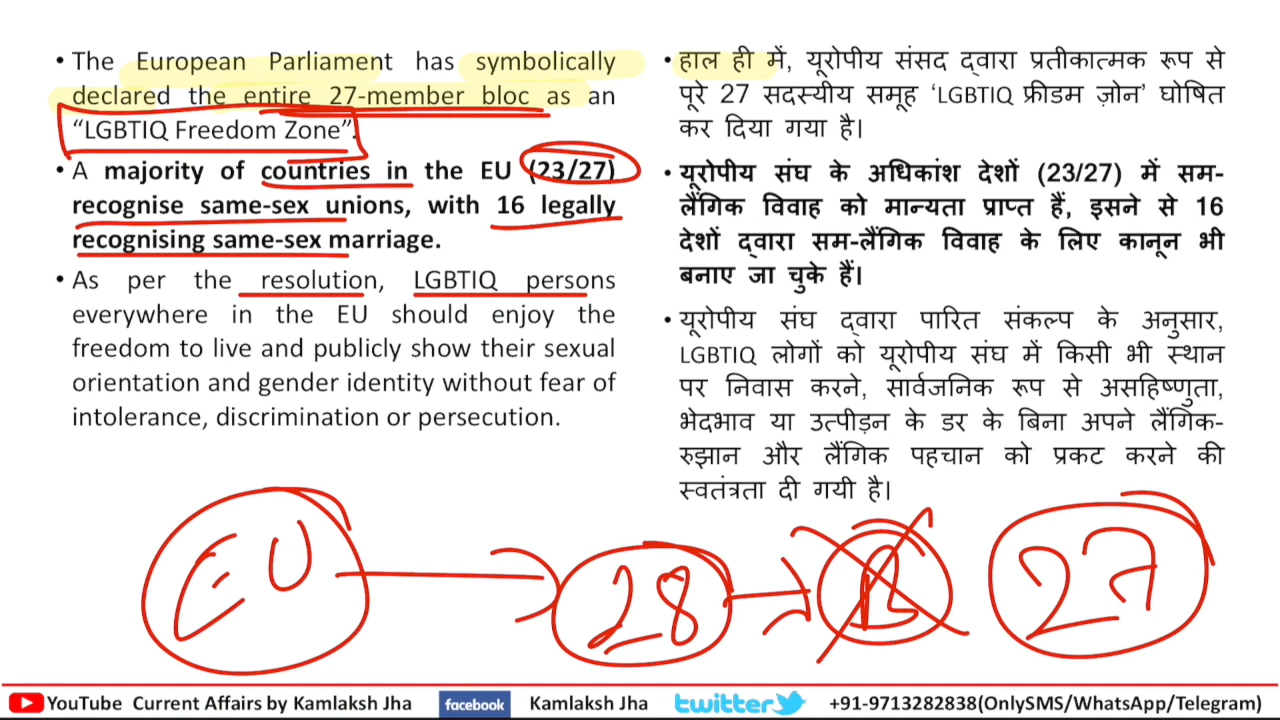 • The European Parliament has symbolically
declared the entire 27-member bloc as an
“LGBTIQ Freedom Zone”.
• A majority of countries in the EU (23/27)
recognise same-sex unions, with 16 legally
recognising same-sex marriage.
• As per the resolution, LGBTIQ persons
everywhere in the EU should enjoy the
freedom to live and publicly show their sexual
orientation and gender identity without fear of
intolerance, discrimination or persecution.
• हाल ही में, यूरोपीय संसद द्वारा प्रतीकात्मक रूप से
पूरे 27 सदस्यीय समूह ‘LGBTIQ फ्रीडम ज़ोन’ घोषित
कर दिया गया है।
• यूरोपीय संघ के अधिकांश देशों (23/27) में सम-
लैंगिक विवाह को मान्यता प्राप्त हैं, इसने से 16
देशों द्वारा सम-लैंगिक विवाह के लिए कानून भी
बनाए जा चुके हैं।
• यूरोपीय संघ द्वारा पारित संकल्प के अनुसार,
LGBTIQ लोगों को यूरोपीय संघ में किसी भी स्थान
पर निवास करने, सार्वजनिक रूप से असहिष्णुता,
भेदभाव या उत्पीड़न के डर के बिना अपने लैंगिक-
रुझान और लैंगिक पहचान को प्रकट करने की
स्वतंत्रता दी गयी है।
EU 28 B 27
YouTube Current Affairs by Kamlaksh Jha facebook Kamlaksh Jha twitter +91-9713282838(OnlySMS/WhatsApp/Telegram)